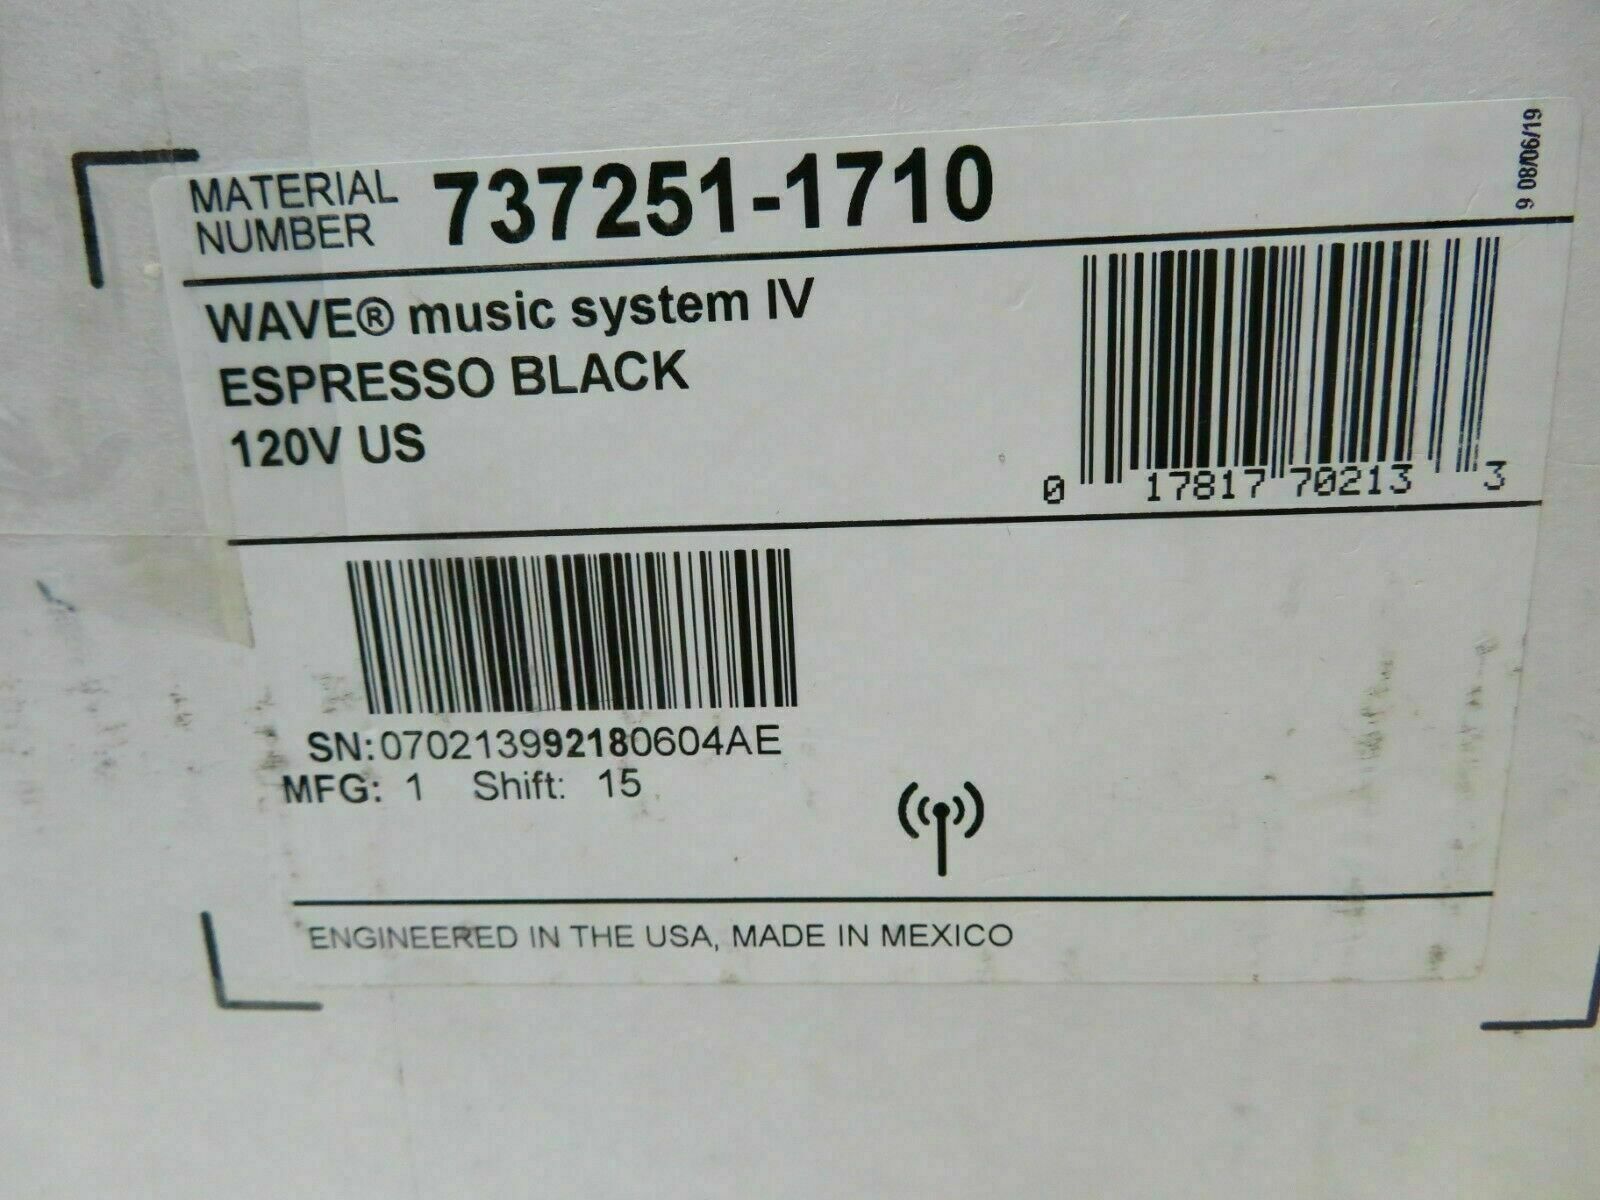 9 08/06/19
MATERIAL NUMBER 737251-1710
WAVE® music system IV
ESPRESSO BLACK
120V US
0 17817 70213 3
SN:070213992180604AE
MFG: 1 Shift: 15
ENGINEERED IN THE USA, MADE IN MEXICO